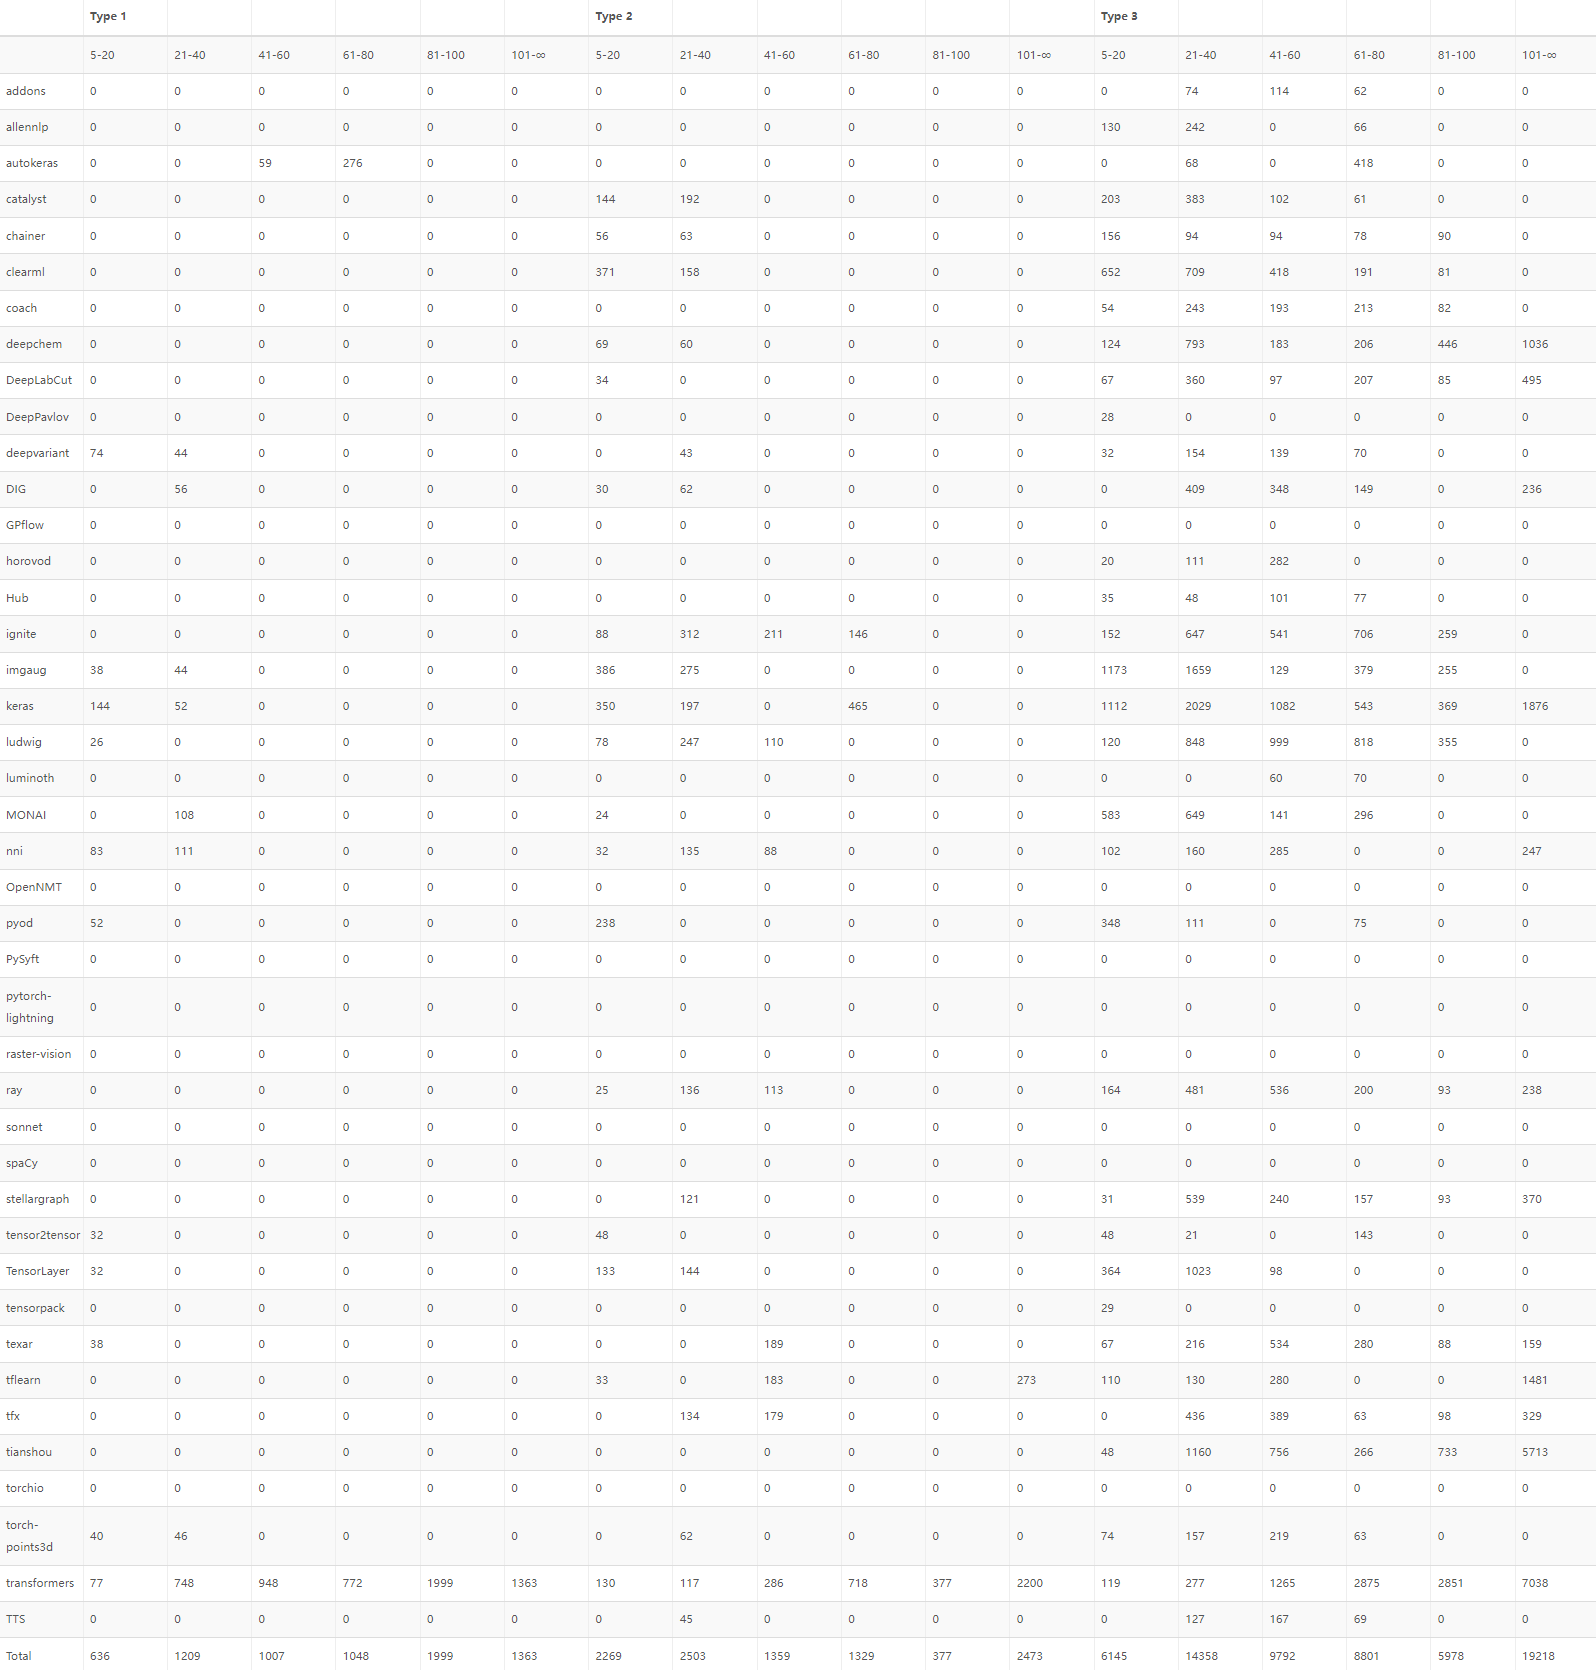 Type 1 Type 2 Type 3
5-20 21-40 41-60 61-80 81-100 101-∞ 5-20 21-40 41-60 61-80 81-100 101-∞ 5-20 21-40 41-60 61-80 81-100 101-∞
addons 0 0 0 0 0 0 0 0 0 0 0 0 0 74 114 62 0 0
allennlp 0 0 0 0 0 0 0 0 0 0 0 0 130 242 0 66 0 0
autokeras 0 0 59 276 0 0 0 0 0 0 0 0 0 68 0 418 0 0
catalyst 0 0 0 0 0 0 144 192 0 0 0 0 203 383 102 61 0 0
chainer 0 0 0 0 0 0 56 63 0 0 0 0 156 94 94 78 90 0
clearml 0 0 0 0 0 0 371 158 0 0 0 0 652 709 418 191 81 0
coach 0 0 0 0 0 0 0 0 0 0 0 0 54 243 193 213 82 0
deepchem 0 0 0 0 0 0 69 60 0 0 0 0 124 793 183 206 446 1036
DeepLabCut 0 0 0 0 0 0 34 0 0 0 0 0 67 360 97 207 85 495
DeepPavlov 0 0 0 0 0 0 0 0 0 0 0 0 28 0 0 0 0 0
deepvariant 74 44 0 0 0 0 0 43 0 0 0 0 32 154 139 70 0 0
DIG 0 56 0 0 0 0 30 62 0 0 0 0 0 409 348 149 0 236
GPflow 0 0 0 0 0 0 0 0 0 0 0 0 0 0 0 0 0 0
horovod 0 0 0 0 0 0 0 0 0 0 0 0 20 111 282 0 0 0
Hub 0 0 0 0 0 0 0 0 0 0 0 0 35 48 101 77 0 0
ignite 0 0 0 0 0 0 88 312 211 146 0 0 152 647 541 706 259 0
imgaug 38 44 0 0 0 0 386 275 0 0 0 0 1173 1659 129 379 255 0
keras 144 52 0 0 0 0 350 197 0 465 0 0 1112 2029 1082 543 369 1876
ludwig 26 0 0 0 0 0 78 247 110 0 0 0 120 848 999 818 355 0
luminoth 0 0 0 0 0 0 0 0 0 0 0 0 0 0 60 70 0 0
MONAI 0 108 0 0 0 0 24 0 0 0 0 0 583 649 141 296 0 0
nni 83 111 0 0 0 0 32 135 88 0 0 0 102 160 285 0 0 247
OpenNMT 0 0 0 0 0 0 0 0 0 0 0 0 0 0 0 0 0 0
pyod 52 0 0 0 0 0 238 0 0 0 0 0 348 111 0 75 0 0
PySyft 0 0 0 0 0 0 0 0 0 0 0 0 0 0 0 0 0 0
pytorch-
lightning 0 0 0 0 0 0 0 0 0 0 0 0 0 0 0 0 0 0
raster-vision 0 0 0 0 0 0 0 0 0 0 0 0 0 0 0 0 0 0
ray 0 0 0 0 0 0 25 136 113 0 0 0 164 481 536 200 93 238
sonnet 0 0 0 0 0 0 0 0 0 0 0 0 0 0 0 0 0 0
spaCy 0 0 0 0 0 0 0 0 0 0 0 0 0 0 0 0 0 0
stellargraph 0 0 0 0 0 0 0 121 0 0 0 0 31 539 240 157 93 370
tensor2tensor 32 0 0 0 0 0 48 0 0 0 0 0 48 21 0 143 0 0
TensorLayer 32 0 0 0 0 0 133 144 0 0 0 0 364 1023 98 0 0 0
tensorpack 0 0 0 0 0 0 0 0 0 0 0 0 29 0 0 0 0 0
texar 38 0 0 0 0 0 0 0 189 0 0 0 67 216 534 280 88 159
tflearn 0 0 0 0 0 0 33 0 183 0 0 273 110 130 280 0 0 1481
tfx 0 0 0 0 0 0 0 134 179 0 0 0 0 436 389 63 98 329
tianshou 0 0 0 0 0 0 0 0 0 0 0 0 48 1160 756 266 733 5713
torchio 0 0 0 0 0 0 0 0 0 0 0 0 0 0 0 0 0 0
torch-
points3d 40 46 0 0 0 0 0 62 0 0 0 0 74 157 219 63 0 0
transformers 77 748 948 772 1999 1363 130 117 286 718 377 2200 119 277 1265 2875 2851 7038
TTS 0 0 0 0 0 0 0 45 0 0 0 0 0 127 167 69 0 0
Total 636 1209 1007 1048 1999 1363 2269 2503 1359 1329 377 2473 6145 14358 9792 8801 5978 19218